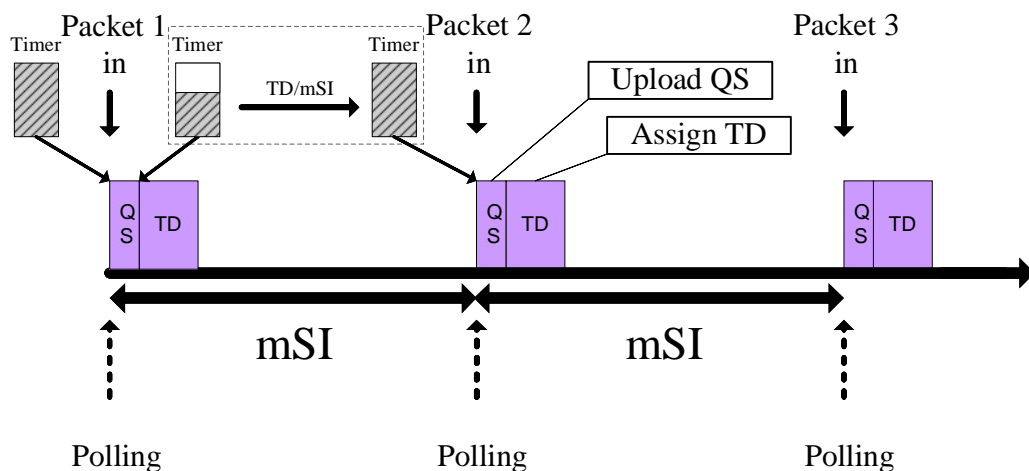 Packet 1
in
Timer
Timer
TD/mSI
Timer
Packet 2
in
Packet 3
in
Upload QS
Assign TD
Q
S
TD
Q
S
TD
Q
S
TD
mSI
mSI
Polling
Polling
Polling